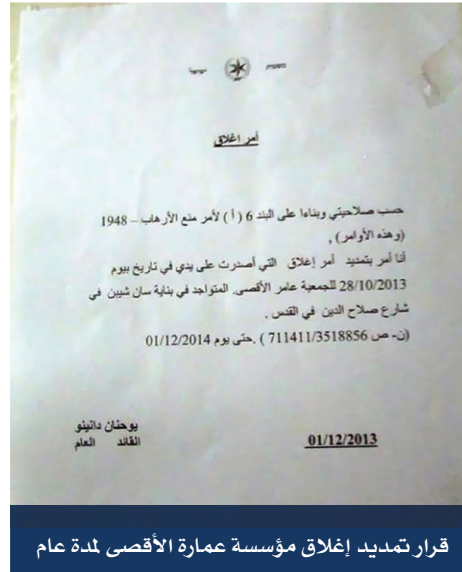 أمر إغلاق
حسب صلاحيتي وبناءا على البند 6 ( أ ) لأمر منع الأرهاب – 1948
(وهذه الأوامر) ,
أنا أمر بتمديد أمر إغلاق التي أصدرت على يدي في تاريخ بيوم
28/10/2013 للجمعية عامر الأقصى. المتواجد في بناية سان شيين في
شارع صلاح الدين في القدس .
(ن- ص 711411/3518856 ) .حتى يوم 01/12/2014
يوحنان دانينو
القائد العام
01/12/2013
قرار تمديد إغلاق مؤسسة عمارة الأقصى لمدة عام